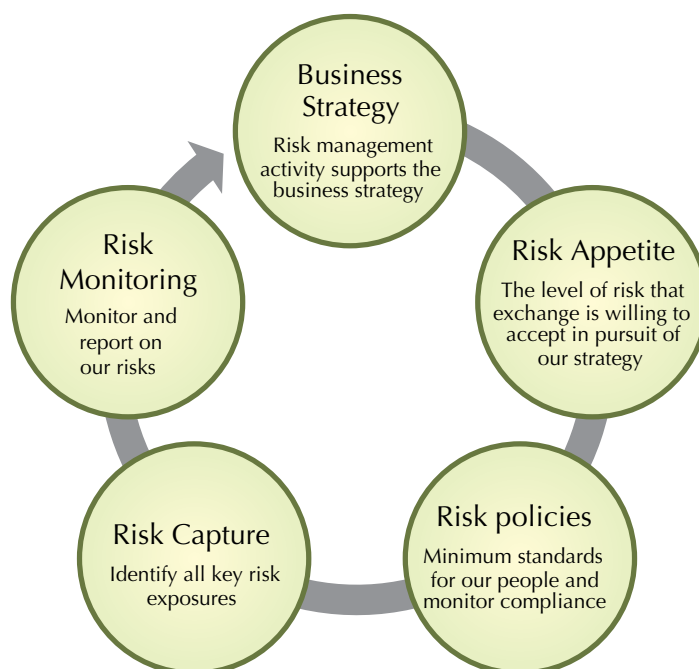 Business
Strategy
Risk management
activity supports the
business strategy
Risk Appetite
The level of risk that
exchange is willing to
accept in pursuit of
our strategy
Risk policies
Minimum standards
for our people and
monitor compliance
Risk Capture
Identify all key risk
exposures
Risk
Monitoring
Monitor and
report on
our risks